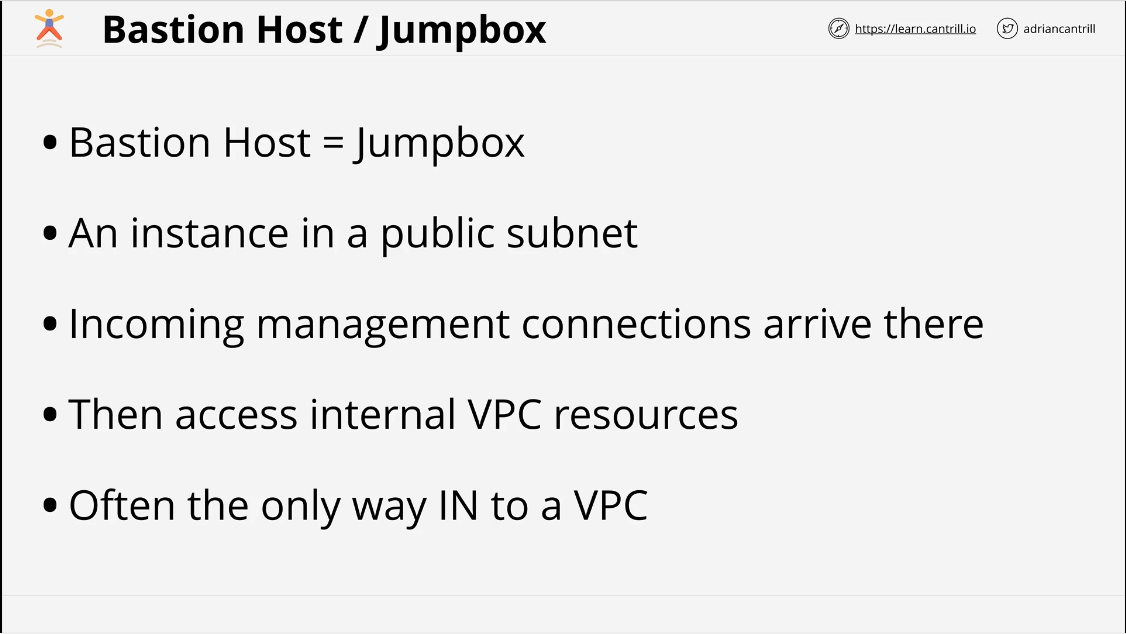 Bastion Host / Jumpbox
https://learn.cantrill.io
adriancantrill
• Bastion Host = Jumpbox
• An instance in a public subnet
• Incoming management connections arrive there
• Then access internal VPC resources
• Often the only way IN to a VPC